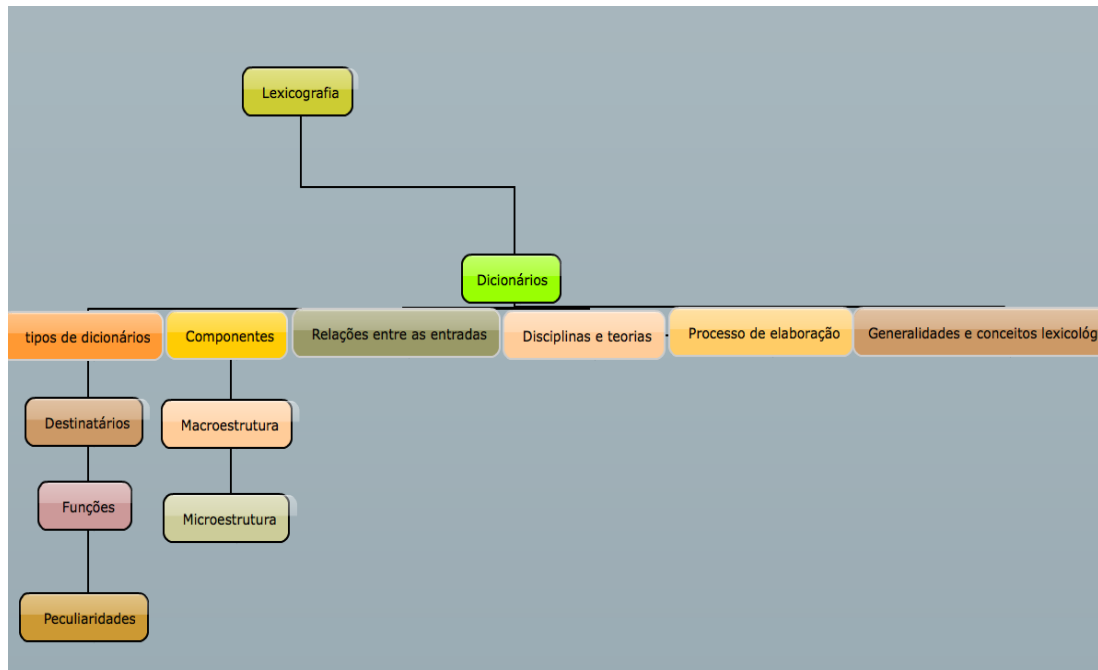 Lexicografia
Dicionários
tipos de dicionários
Componentes
Relações entre as entradas
Disciplinas e teorias
Processo de elaboração
Generalidades e conceitos
Destinatários
Macroestrutura
Funções
Microestrutura
Peculiaridades